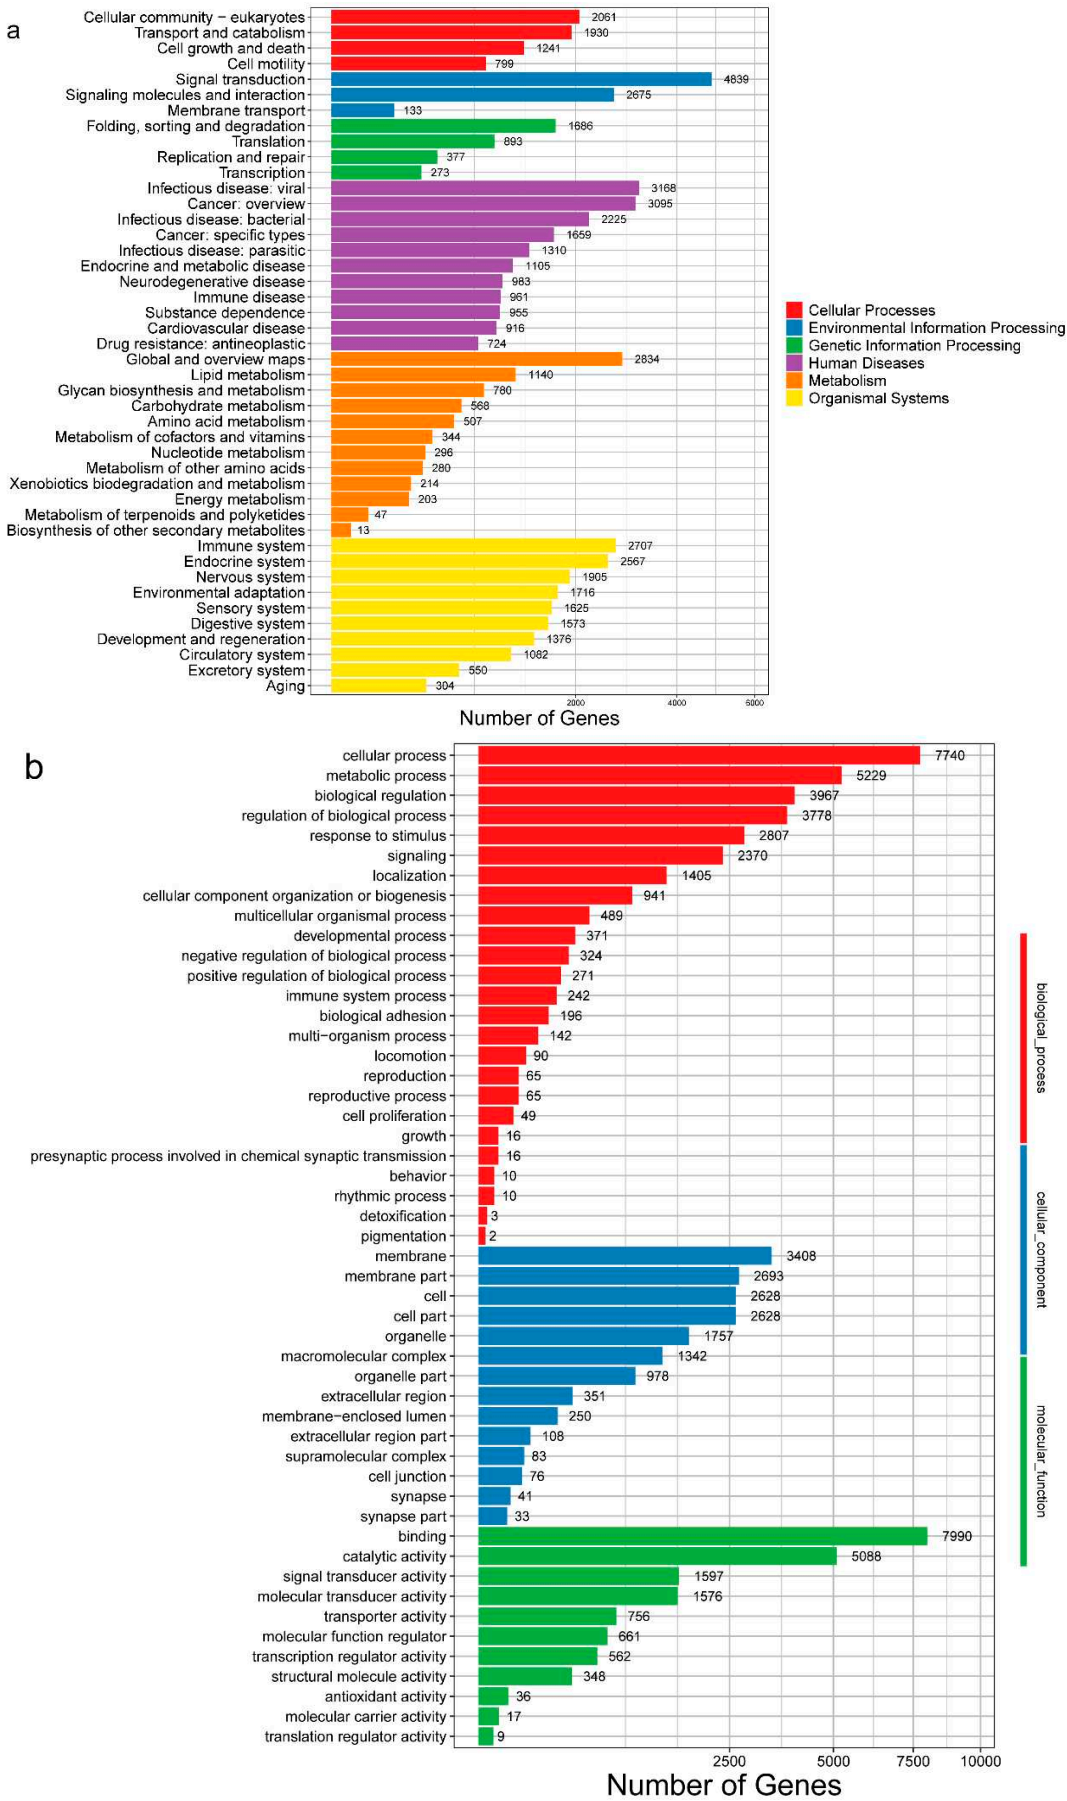 a
Cellular community − eukaryotes 2061
Transport and catabolism 1930
Cell growth and death 1241
Cell motility 799
Signal transduction 4839
Signaling molecules and interaction 2675
Membrane transport 133
Folding, sorting and degradation 1686
Translation 893
Replication and repair 377
Transcription 273
Infectious disease: viral 3168
Cancer: overview 3095
Infectious disease: bacterial 2225
Cancer: specific types 1659
Infectious disease: parasitic 1310
Endocrine and metabolic disease 1105
Neurodegenerative disease 983
Immune disease 961
Substance dependence 955
Cardiovascular disease 916
Drug resistance: antineoplastic 724
Global and overview maps 2834
Lipid metabolism 1140
Glycan biosynthesis and metabolism 780
Carbohydrate metabolism 568
Amino acid metabolism 507
Metabolism of cofactors and vitamins 344
Nucleotide metabolism 296
Metabolism of other amino acids 280
Xenobiotics biodegradation and metabolism 214
Energy metabolism 203
Metabolism of terpenoids and polyketides 47
Biosynthesis of other secondary metabolites 13
Immune system 2707
Endocrine system 2567
Nervous system 1905
Environmental adaptation 1716
Sensory system 1625
Digestive system 1573
Development and regeneration 1376
Circulatory system 1082
Excretory system 550
Aging 304
2000 4000 6000
Number of Genes
Cellular Processes
Environmental Information Processing
Genetic Information Processing
Human Diseases
Metabolism
Organismal Systems
b
cellular process 7740
metabolic process 5229
biological regulation 3967
regulation of biological process 3778
response to stimulus 2807
signaling 2370
localization 1405
cellular component organization or biogenesis 941
multicellular organismal process 489
developmental process 371
negative regulation of biological process 324
positive regulation of biological process 271
immune system process 242
biological adhesion 196
multi−organism process 142
locomotion 90
reproduction 65
reproductive process 65
cell proliferation 49
growth 16
presynaptic process involved in chemical synaptic transmission 16
behavior 10
rhythmic process 10
detoxification 3
pigmentation 2
membrane 3408
membrane part 2693
cell 2628
cell part 2628
organelle 1757
macromolecular complex 1342
organelle part 978
extracellular region 351
membrane−enclosed lumen 250
extracellular region part 108
supramolecular complex 83
cell junction 76
synapse 41
synapse part 33
binding 7990
catalytic activity 5088
signal transducer activity 1597
molecular transducer activity 1576
transporter activity 756
molecular function regulator 661
transcription regulator activity 562
structural molecule activity 348
antioxidant activity 36
molecular carrier activity 17
translation regulator activity 9
2500 5000 7500 10000
Number of Genes
biological_process
cellular_component
molecular_function